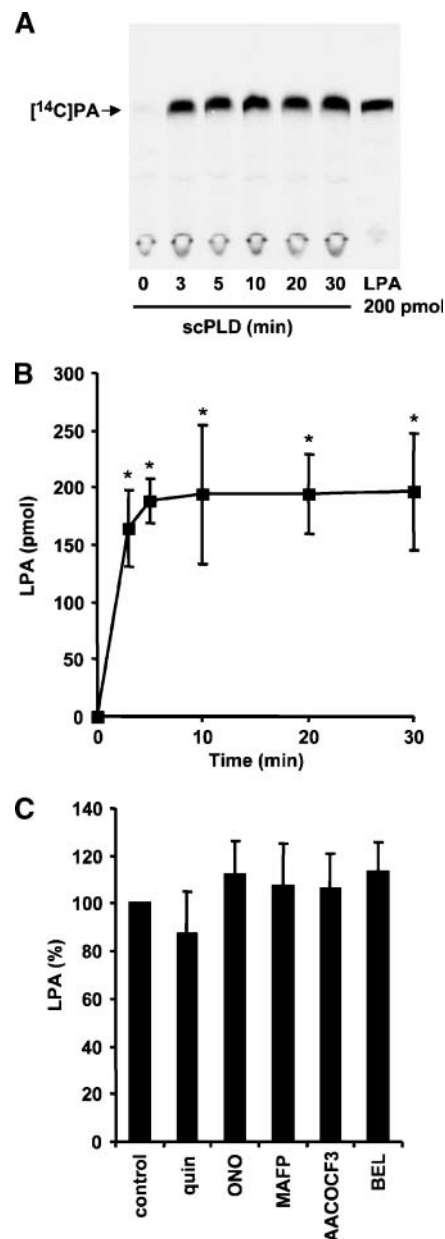 A
[¹⁴C]PA
0 3 5 10 20 30 LPA
200 pmol
scPLD (min)
B
300
250
200
150
100
50
0
LPA (pmol)
* * * * *
0 10 20 30
Time (min)
C
140
120
100
80
60
40
20
0
LPA (%)
control
quin
ONO
MAFP
AACOCF3
BEL